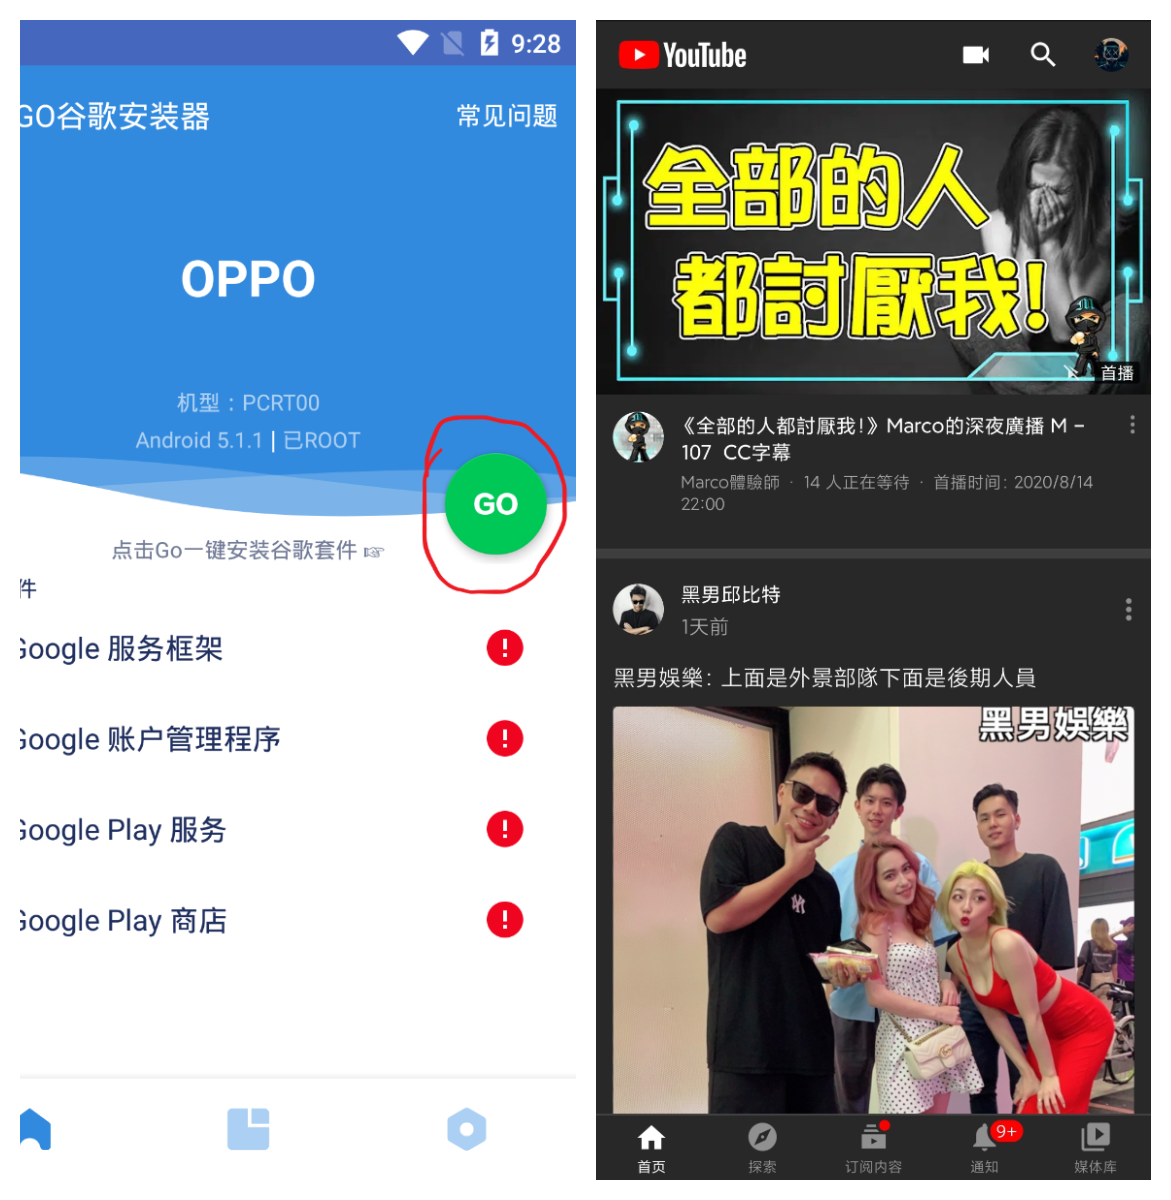 9:28
GO谷歌安装器
常见问题
OPPO
机型：PCRT00
Android 5.1.1 | 已ROOT
GO
点击Go一键安装谷歌套件 ☞
件
Google 服务框架
Google 账户管理程序
Google Play 服务
Google Play 商店
YouTube
全部的人
都討厭我!
首播
《全部的人都討厭我!》Marco的深夜廣播 M –
107 CC字幕
Marco體驗師 · 14 人正在等待 · 首播时间: 2020/8/14
22:00
黑男邱比特
1天前
黑男娛樂: 上面是外景部隊下面是後期人員
黑男娛樂
9+
首页
探索
订阅内容
通知
媒体库